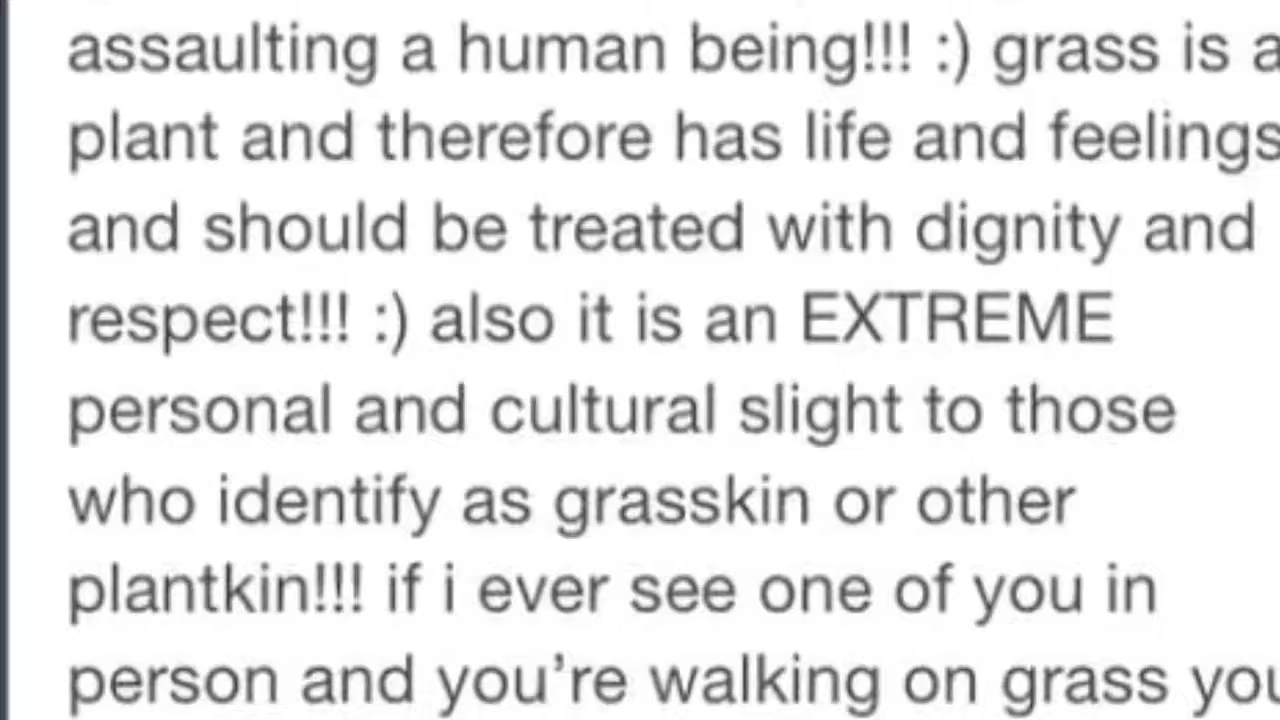 assaulting a human being!!! :) grass is a
plant and therefore has life and feelings
and should be treated with dignity and
respect!!! :) also it is an EXTREME
personal and cultural slight to those
who identify as grasskin or other
plantkin!!! if i ever see one of you in
person and you’re walking on grass you